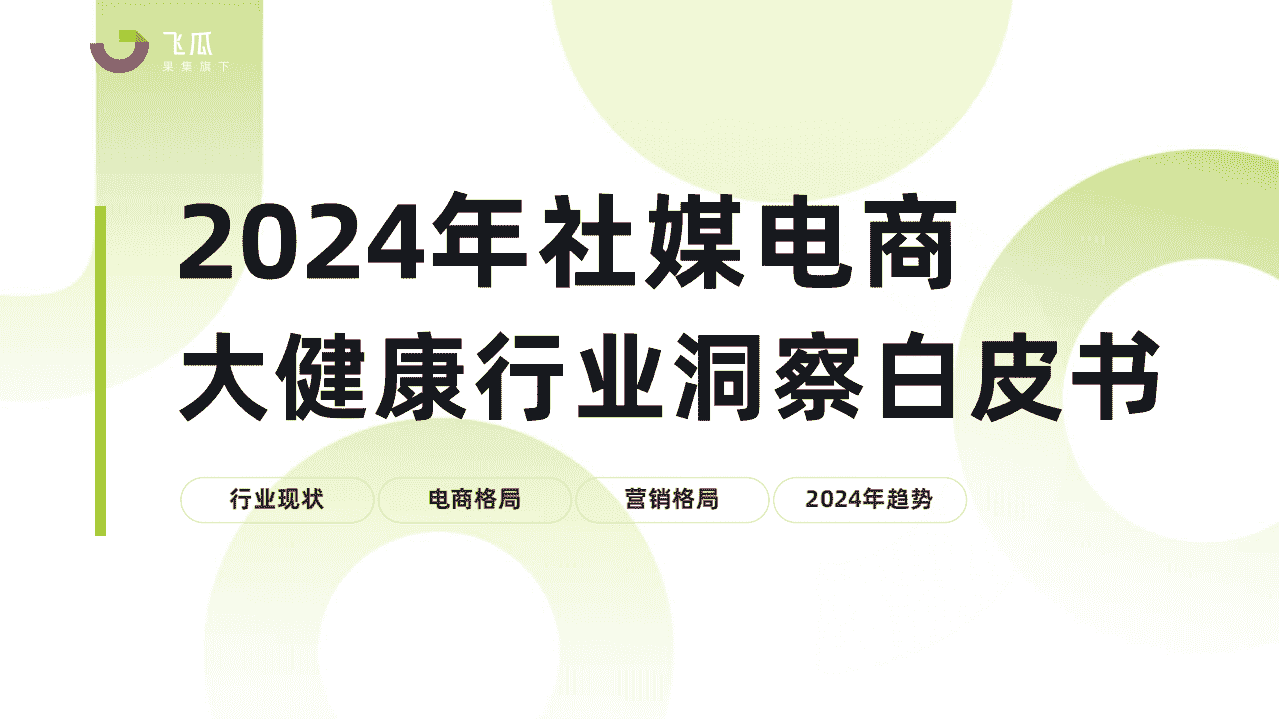 飞瓜
果集旗下
2024年社媒电商
大健康行业洞察白皮书
行业现状 电商格局 营销格局 2024年趋势